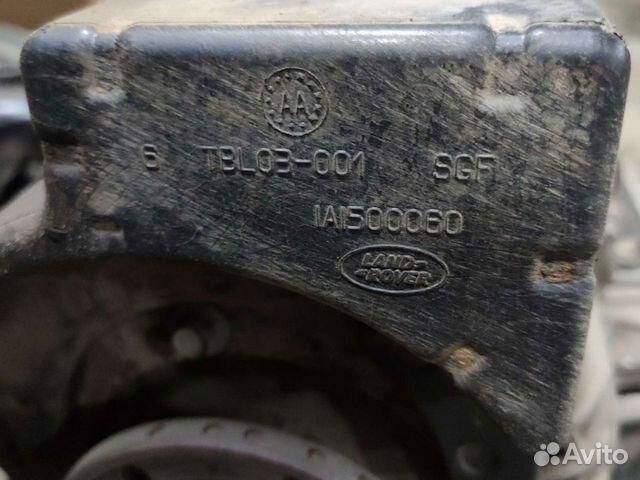 AA
6 TBL03-001 SGF
1A1500060
LAND-
ROVER
Avito